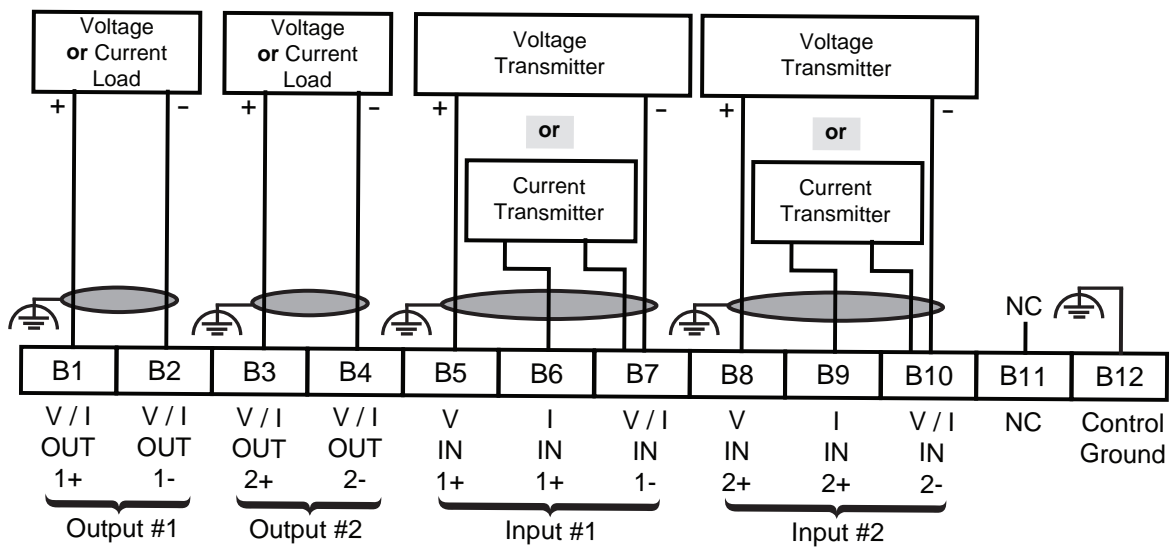 Voltage
or Current
Load
Voltage
or Current
Load
Voltage
Transmitter
Voltage
Transmitter
+ -
+ -
+ -
+ -
or
or
Current
Transmitter
Current
Transmitter
NC
B1 B2 B3 B4 B5 B6 B7 B8 B9 B10 B11 B12
V / I V / I V / I V / I V I V / I V I V / I NC Control
OUT OUT OUT OUT IN IN IN IN IN IN Ground
1+ 1- 2+ 2- 1+ 1+ 1- 2+ 2+ 2-
Output #1 Output #2 Input #1 Input #2